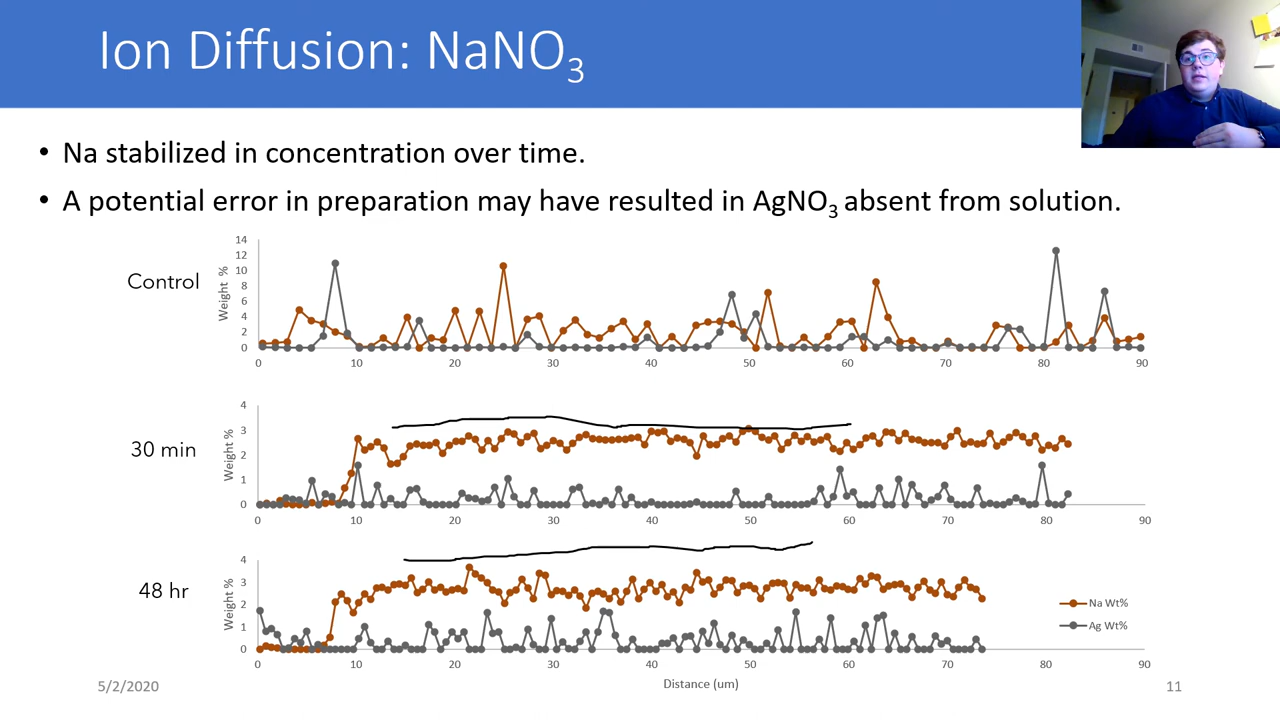 Ion Diffusion: NaNO₃
• Na stabilized in concentration over time.
• A potential error in preparation may have resulted in AgNO₃ absent from solution.
Control
Weight %
14
12
10
8
6
4
2
0
0 10 20 30 40 50 60 70 80 90
30 min
Weight %
4
3
2
1
0
0 10 20 30 40 50 60 70 80 90
48 hr
Weight %
4
3
2
1
0
0 10 20 30 40 50 60 70 80 90
Na Wt%
Ag Wt%
Distance (um)
5/2/2020
11